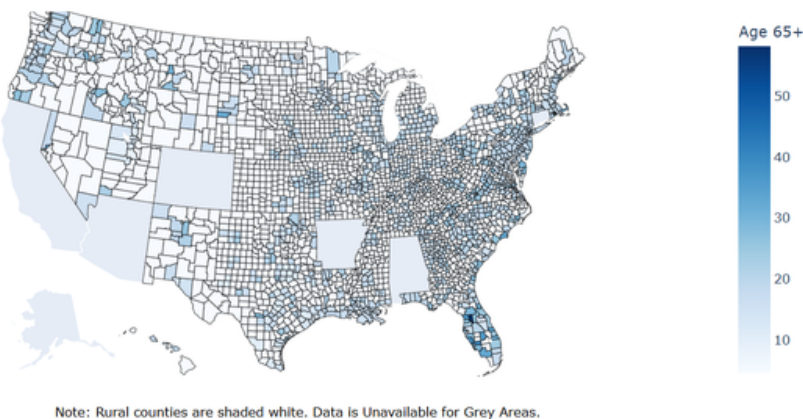 Age 65+
50
40
30
20
10
Note: Rural counties are shaded white. Data is Unavailable for Grey Areas.